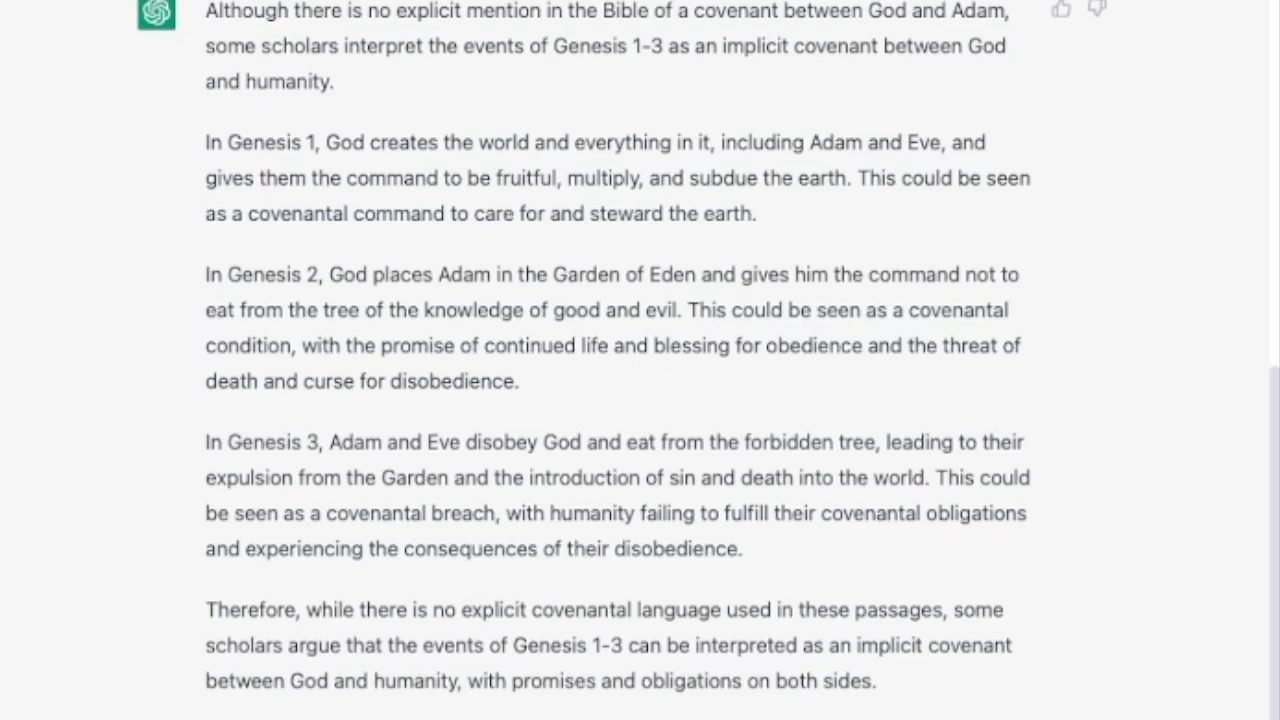 Although there is no explicit mention in the Bible of a covenant between God and Adam,
some scholars interpret the events of Genesis 1-3 as an implicit covenant between God
and humanity.
In Genesis 1, God creates the world and everything in it, including Adam and Eve, and
gives them the command to be fruitful, multiply, and subdue the earth. This could be seen
as a covenantal command to care for and steward the earth.
In Genesis 2, God places Adam in the Garden of Eden and gives him the command not to
eat from the tree of the knowledge of good and evil. This could be seen as a covenantal
condition, with the promise of continued life and blessing for obedience and the threat of
death and curse for disobedience.
In Genesis 3, Adam and Eve disobey God and eat from the forbidden tree, leading to their
expulsion from the Garden and the introduction of sin and death into the world. This could
be seen as a covenantal breach, with humanity failing to fulfill their covenantal obligations
and experiencing the consequences of their disobedience.
Therefore, while there is no explicit covenantal language used in these passages, some
scholars argue that the events of Genesis 1-3 can be interpreted as an implicit covenant
between God and humanity, with promises and obligations on both sides.